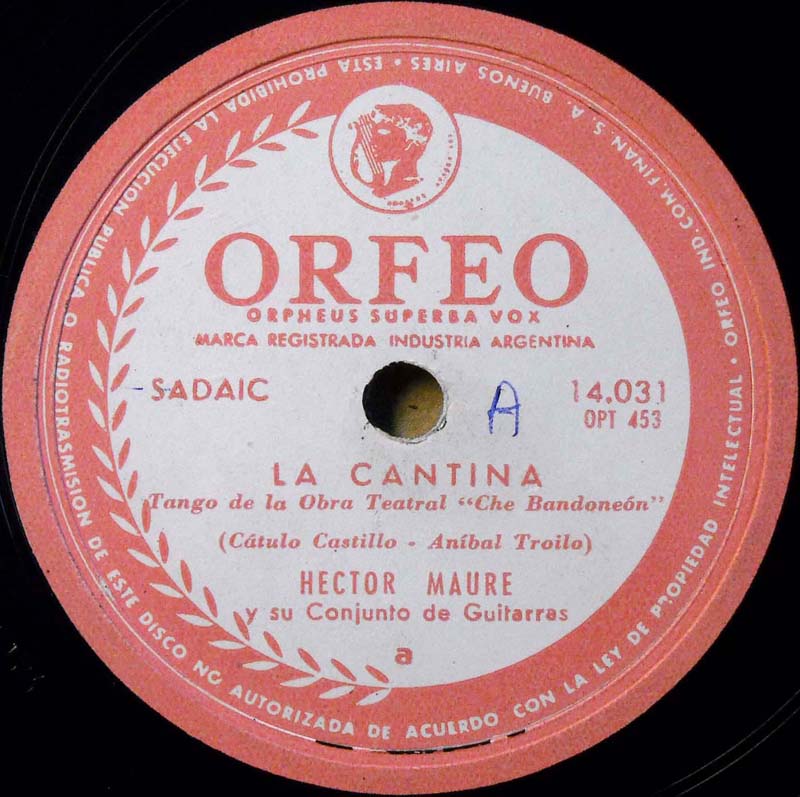 ORFEO
ORPHEUS SUPERBA VOX
MARCA REGISTRADA INDUSTRIA ARGENTINA
SADAIC
A
14.031
OPT 453
LA CANTINA
Tango de la Obra Teatral “Che Bandoneón”
(Cátulo Castillo - Aníbal Troilo)
HECTOR MAURE
y su Conjunto de Guitarras
a
ESTA PROHIBIDA LA EJECUCION PUBLICA O RADIOTRASMISION DE ESTE DISCO NO AUTORIZADA DE ACUERDO CON LA LEY DE PROPIEDAD INTELECTUAL • ORFEO IND. COM. FINAN. S. A. BUENOS AIRES •